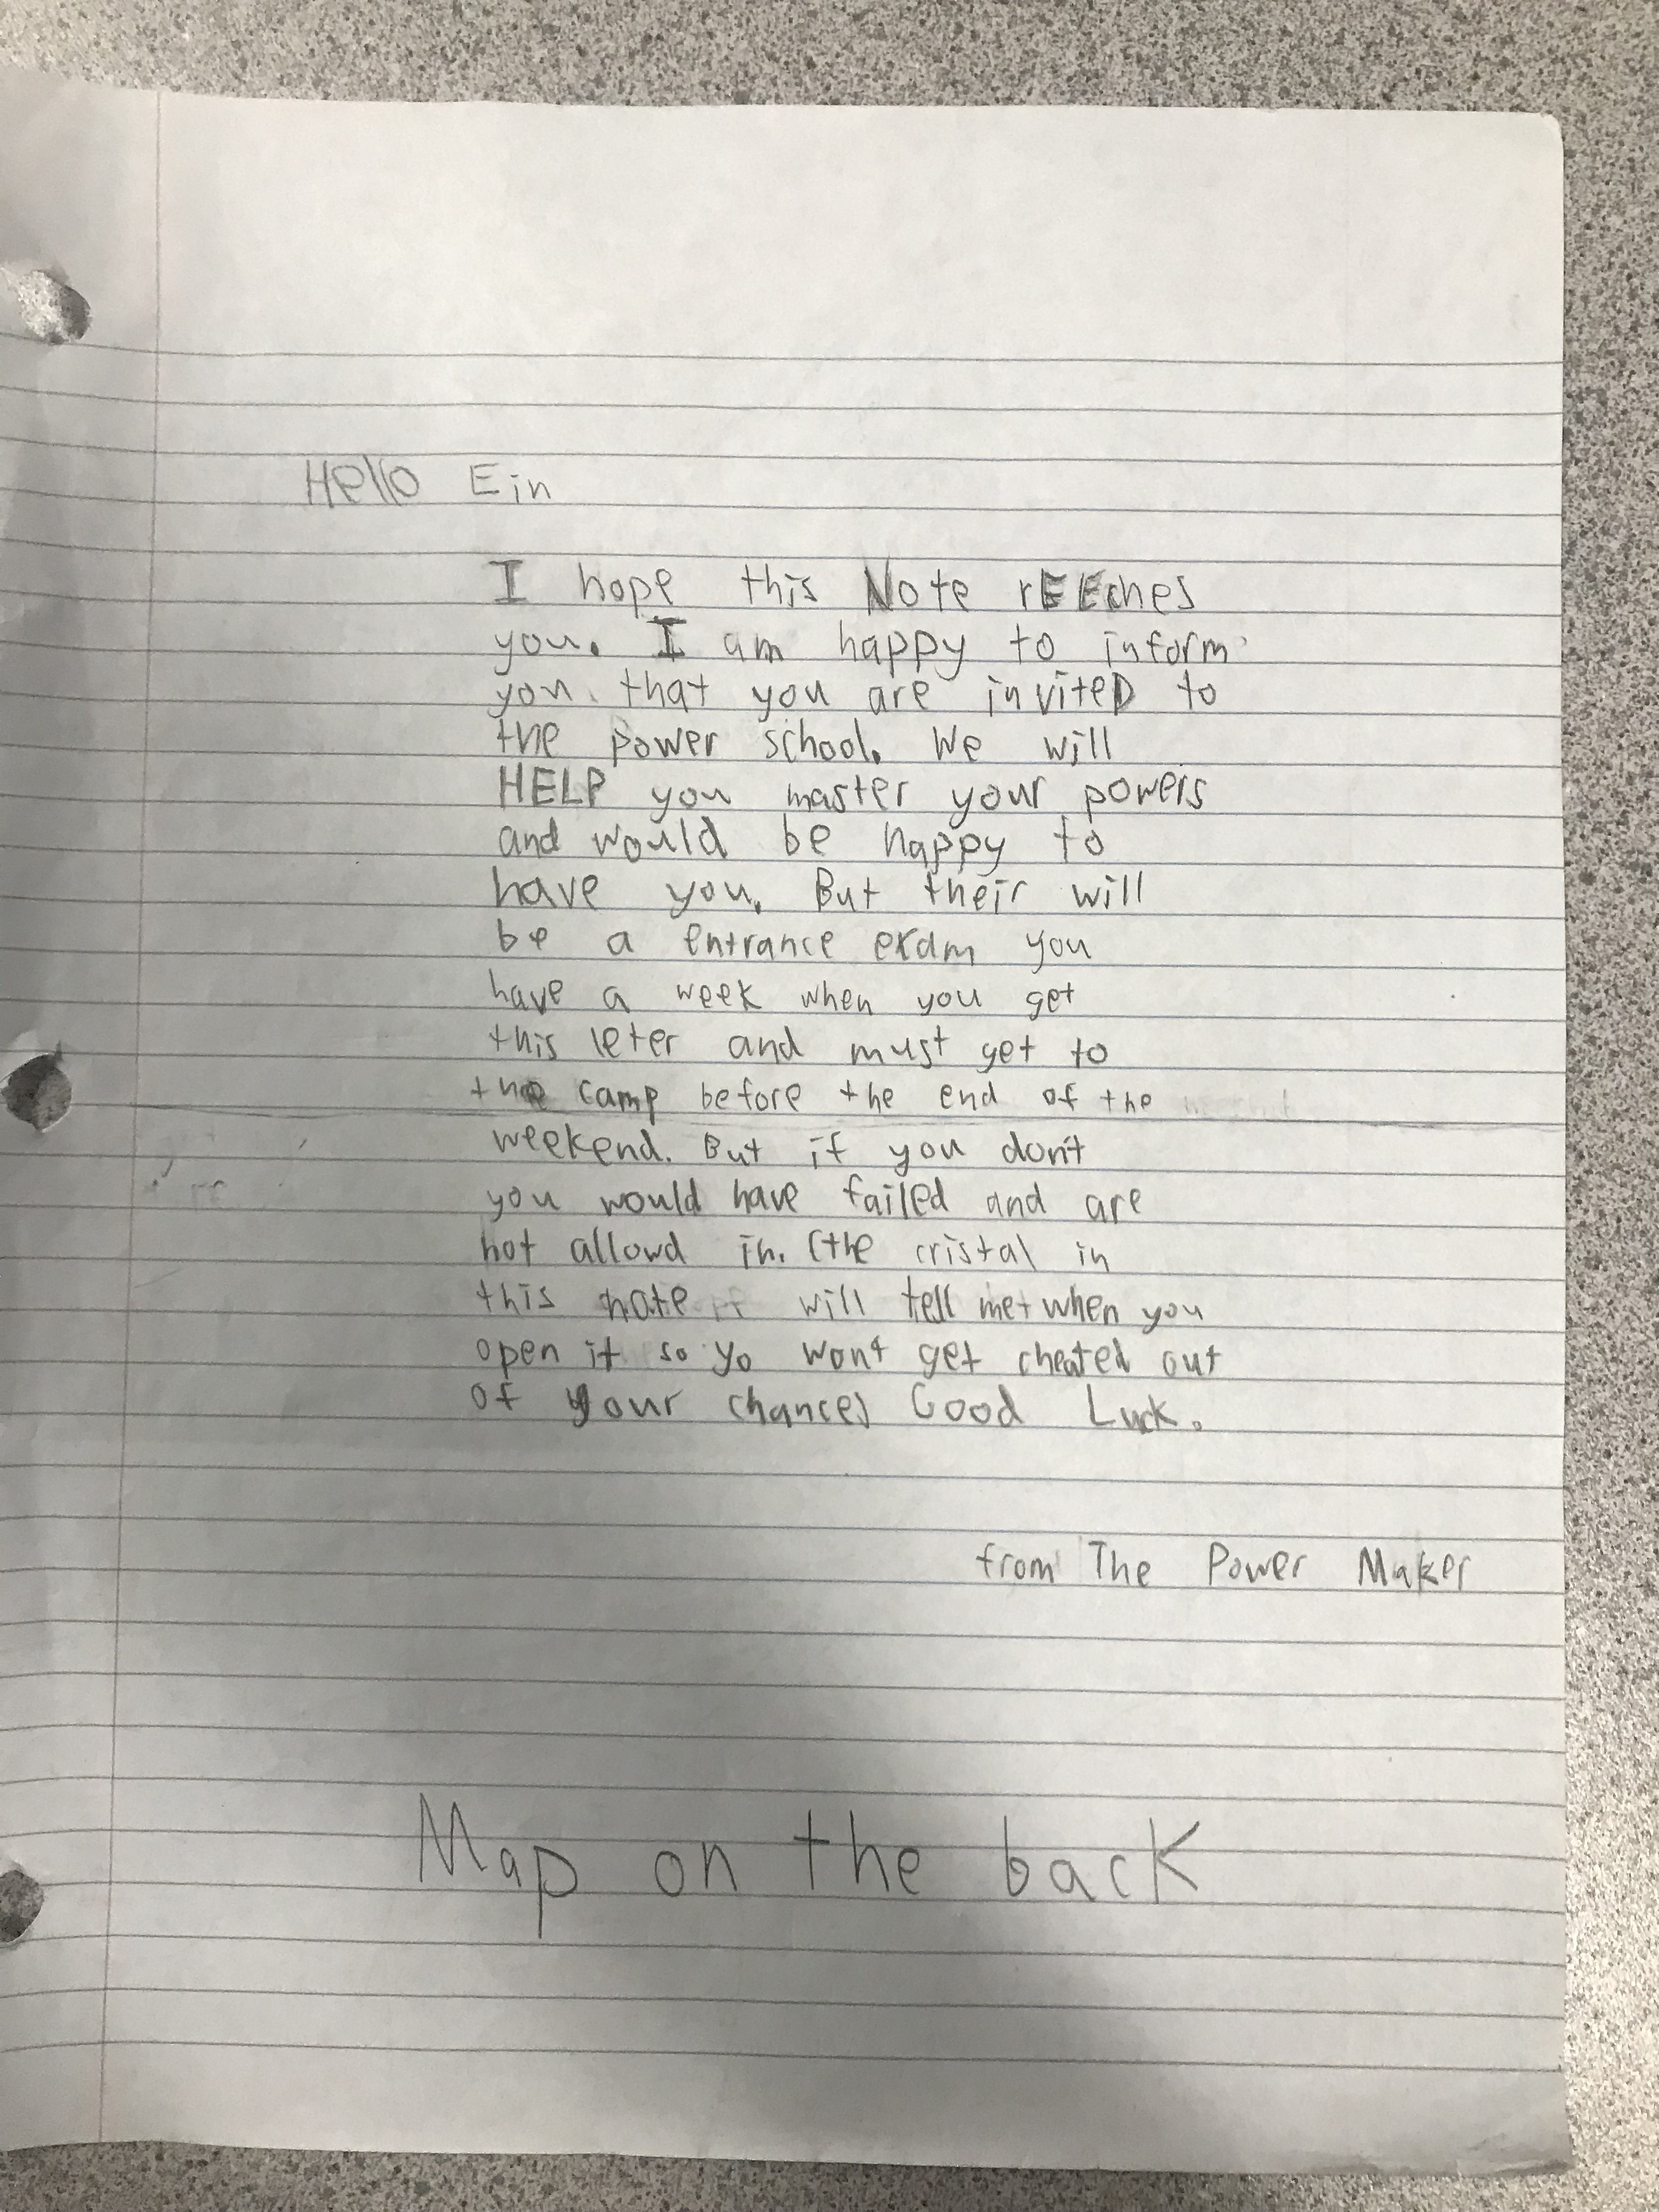 Hello Ein
I hope this Note rEEches
you. I am happy to inform
you that you are inviteD to
the power school. We will
HELP you master your powers
and would be happy to
have you. But their will
be a entrance exam you
have a week when you get
this leter and must get to
the camp before the end of the
weekend. But if you don't
you would have failed and are
not allowd in. (the cristal in
this note will tell me when you
open it so yo wont get cheated out
of your chance) Good Luck.
from The Power Maker
Map on the back